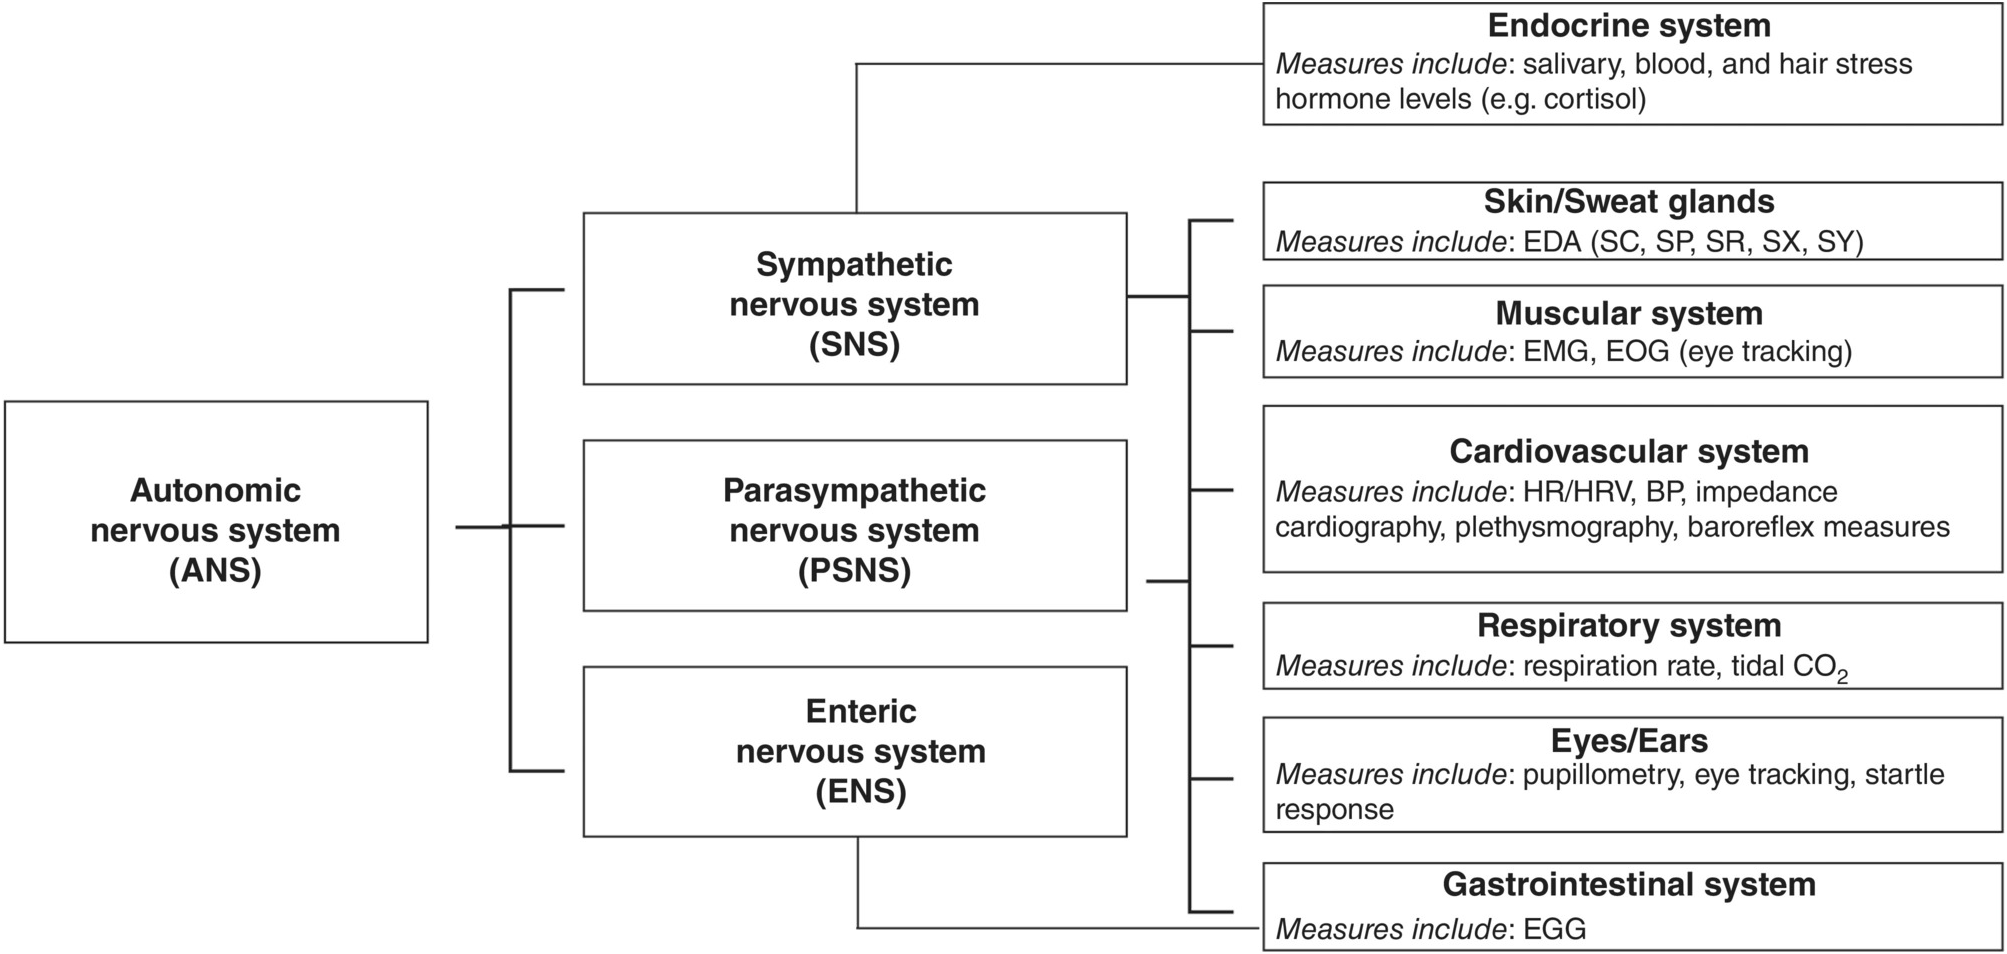 Endocrine system
Measures include: salivary, blood, and hair stress
hormone levels (e.g. cortisol)
Skin/Sweat glands
Measures include: EDA (SC, SP, SR, SX, SY)
Sympathetic
nervous system
(SNS)
Muscular system
Measures include: EMG, EOG (eye tracking)
Autonomic
nervous system
(ANS)
Parasympathetic
nervous system
(PSNS)
Cardiovascular system
Measures include: HR/HRV, BP, impedance
cardiography, plethysmography, baroreflex measures
Respiratory system
Measures include: respiration rate, tidal CO₂
Enteric
nervous system
(ENS)
Eyes/Ears
Measures include: pupillometry, eye tracking, startle
response
Gastrointestinal system
Measures include: EGG